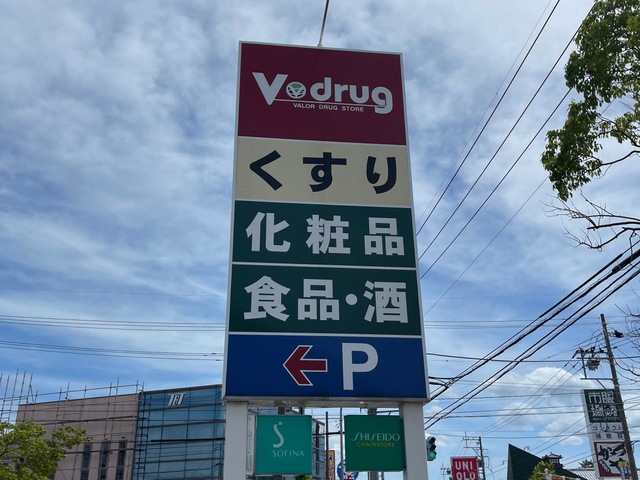 V drug
VALOR DRUG STORE
くすり
化粧品
食品・酒
←P
S
SOFINA
SHISEIDO
CHAINSTORE
UNI
QLO